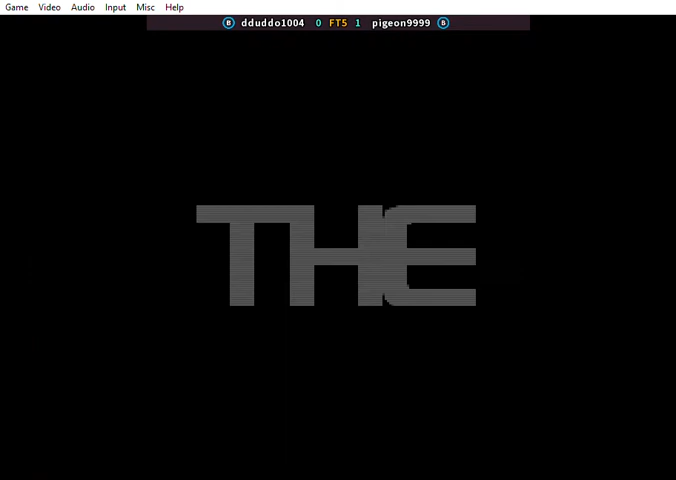 Game Video Audio Input Misc Help
B dduddo1004 0 FT5 1 pigeon9999 B
THE